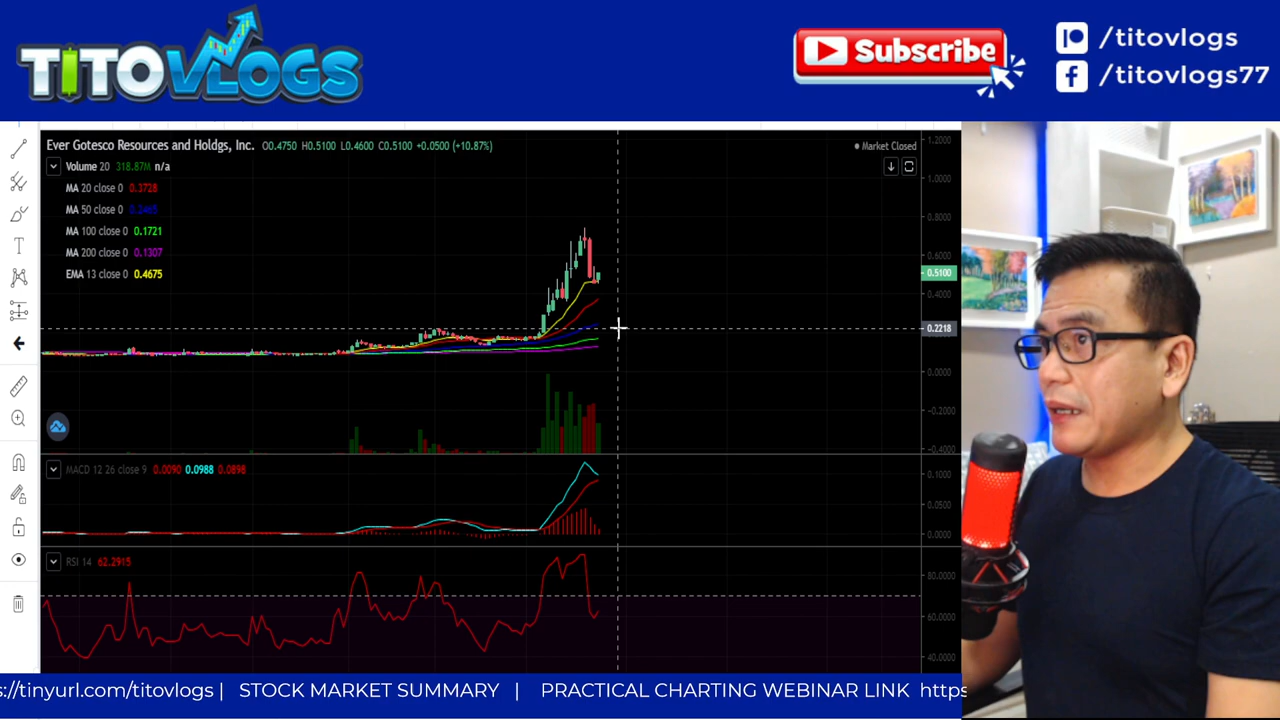 TITOVLOGS
Subscribe
/titovlogs
/titovlogs77
Ever Gotesco Resources and Holdgs, Inc. O0.4750 H0.5100 L0.4600 C0.5100 +0.0500 (+10.87%)
Market Closed
Volume 20 318.87M n/a
MA 20 close 0 0.3728
MA 50 close 0 0.2465
MA 100 close 0 0.1721
MA 200 close 0 0.1307
EMA 13 close 0 0.4675
1.2000
1.0000
0.8000
0.6000
0.5100
0.4000
0.2218
0.0000
-0.2000
-0.4000
MACD 12 26 close 9 0.0090 0.0988 0.0898
0.1000
0.0500
0.0000
RSI 14 62.2915
80.0000
60.0000
40.0000
s://tinyurl.com/titovlogs | STOCK MARKET SUMMARY | PRACTICAL CHARTING WEBINAR LINK https